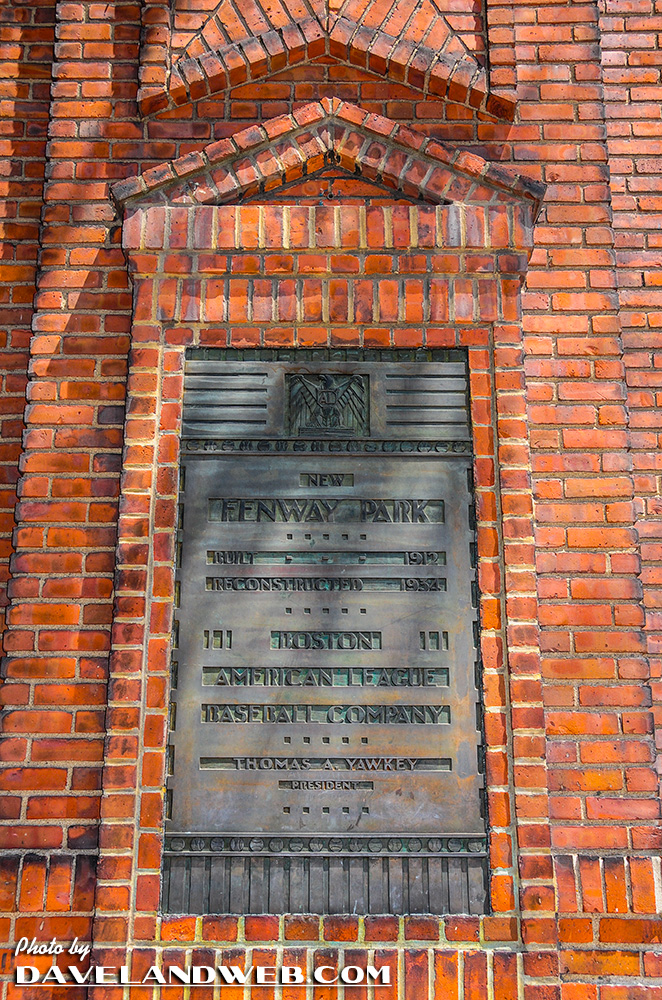 AL
NEW
FENWAY PARK
BUILT 1912
RECONSTRUCTED 1934
BOSTON
AMERICAN LEAGUE
BASEBALL COMPANY
THOMAS A. YAWKEY
PRESIDENT
Photo by
DAVELANDWEB.COM